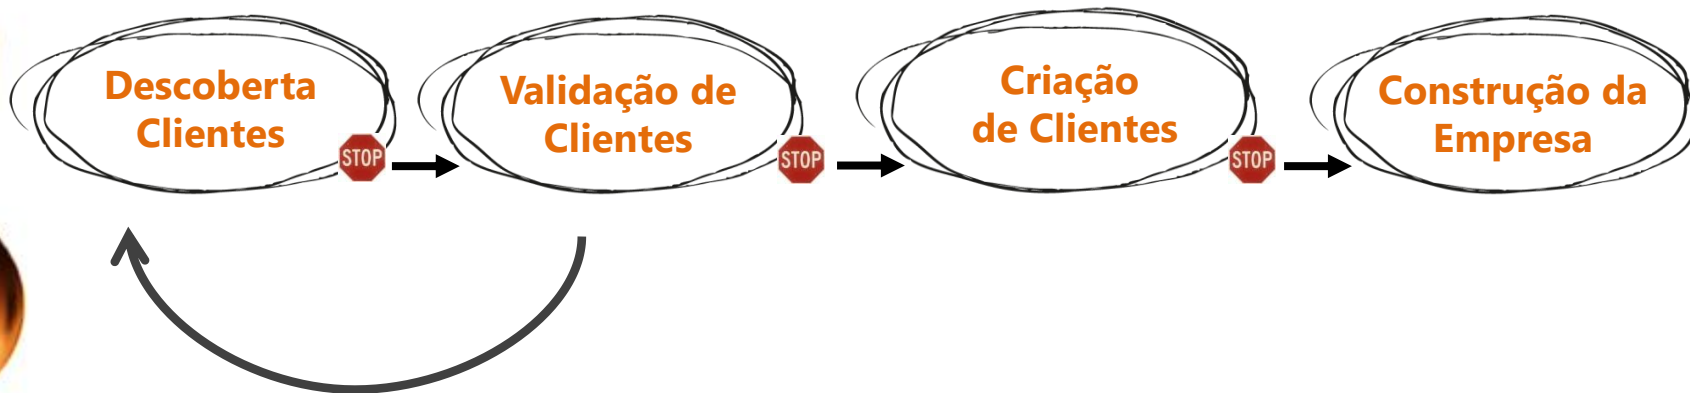 Descoberta
Clientes
STOP
Validação de
Clientes
STOP
Criação
de Clientes
STOP
Construção da
Empresa